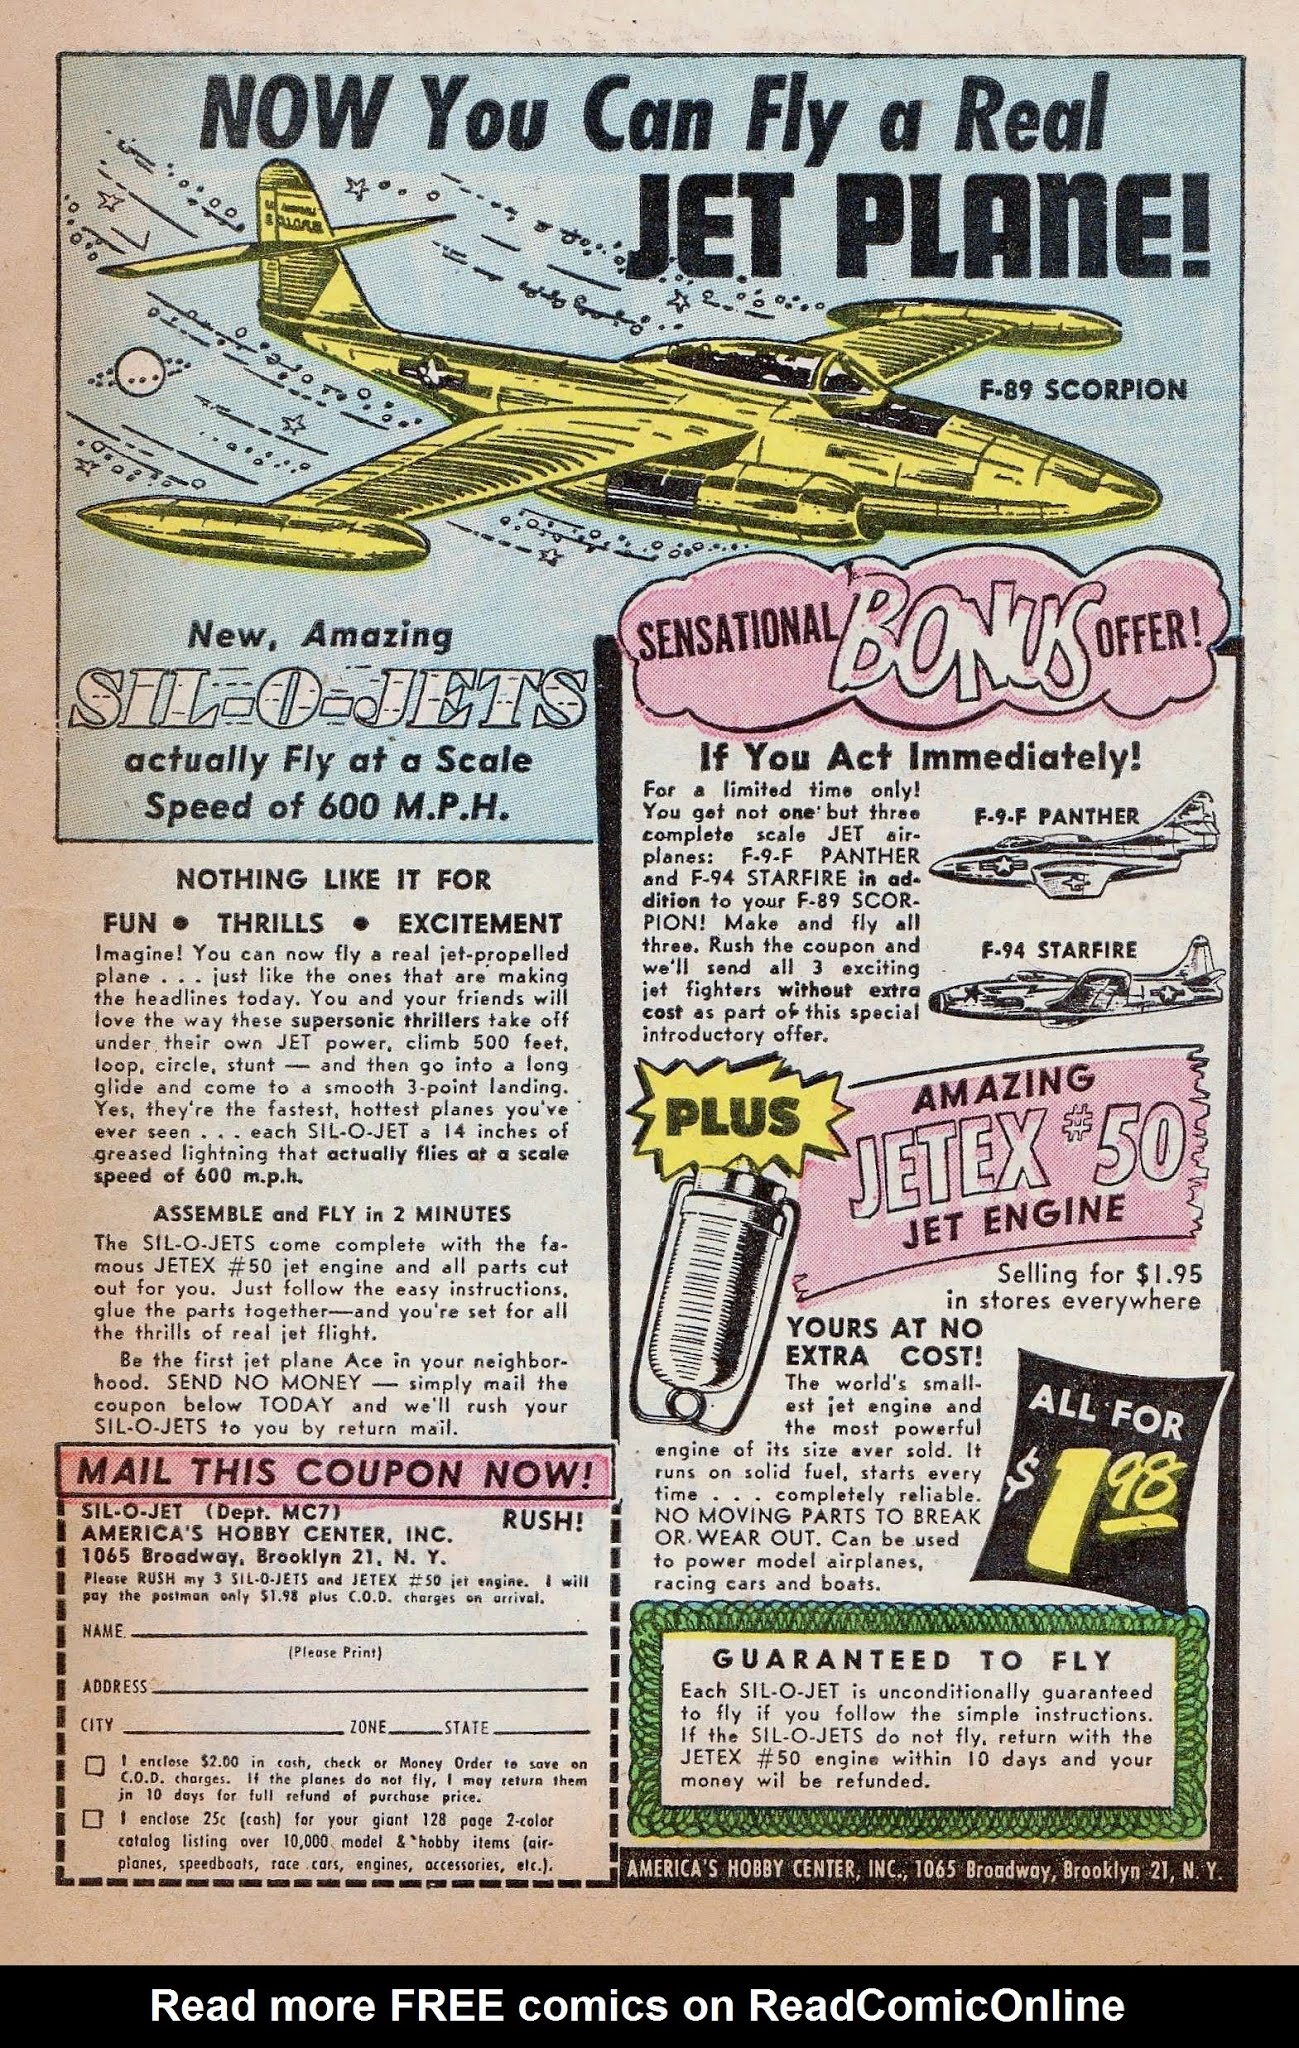 NOW You Can Fly a Real
JET PLANE!
F-89 SCORPION
New, Amazing
SIL-O-JETS
actually Fly at a Scale
Speed of 600 M.P.H.
NOTHING LIKE IT FOR
FUN • THRILLS • EXCITEMENT
Imagine! You can now fly a real jet-propelled
plane . . . just like the ones that are making
the headlines today. You and your friends will
love the way these supersonic thrillers take off
under their own JET power, climb 500 feet,
loop, circle, stunt — and then go into a long
glide and come to a smooth 3-point landing.
Yes, they're the fastest, hottest planes you've
ever seen . . . each SIL-O-JET a 14 inches of
greased lightning that actually flies at a scale
speed of 600 m.p.h.
ASSEMBLE and FLY in 2 MINUTES
The SIL-O-JETS come complete with the fa-
mous JETEX #50 jet engine and all parts cut
out for you. Just follow the easy instructions,
glue the parts together—and you're set for all
the thrills of real jet flight.
Be the first jet plane Ace in your neighbor-
hood. SEND NO MONEY — simply mail the
coupon below TODAY and we'll rush your
SIL-O-JETS to you by return mail.
MAIL THIS COUPON NOW!
SIL-O-JET (Dept. MC7) RUSH!
AMERICA'S HOBBY CENTER, INC.
1065 Broadway, Brooklyn 21, N. Y.
Please RUSH my 3 SIL-O-JETS and JETEX #50 jet engine. I will
pay the postman only $1.98 plus C.O.D. charges on arrival.
NAME
(Please Print)
ADDRESS
CITY ZONE STATE
I enclose $2.00 in cash, check or Money Order to save on
C.O.D. charges. If the planes do not fly, I may return them
in 10 days for full refund of purchase price.
I enclose 25c (cash) for your giant 128 page 2-color
catalog listing over 10,000 model & hobby items (air-
planes, speedboats, race cars, engines, accessories, etc.).
SENSATIONAL BONUS OFFER!
If You Act Immediately!
For a limited time only!
You get not one but three
complete scale JET air-
planes: F-9-F PANTHER
and F-94 STARFIRE in ad-
dition to your F-89 SCOR-
PION! Make and fly all
three. Rush the coupon and
we'll send all 3 exciting
jet fighters without extra
cost as part of this special
introductory offer.
F-9-F PANTHER
F-94 STARFIRE
PLUS
AMAZING
JETEX #50
JET ENGINE
Selling for $1.95
in stores everywhere
YOURS AT NO
EXTRA COST!
The world's small-
est jet engine and
the most powerful
engine of its size ever sold. It
runs on solid fuel, starts every
time . . . completely reliable.
NO MOVING PARTS TO BREAK
OR WEAR OUT. Can be used
to power model airplanes,
racing cars and boats.
ALL FOR
$1.98
GUARANTEED TO FLY
Each SIL-O-JET is unconditionally guaranteed
to fly if you follow the simple instructions.
If the SIL-O-JETS do not fly, return with the
JETEX #50 engine within 10 days and your
money wil be refunded.
AMERICA'S HOBBY CENTER, INC., 1065 Broadway, Brooklyn 21, N. Y.
Read more FREE comics on ReadComicOnline